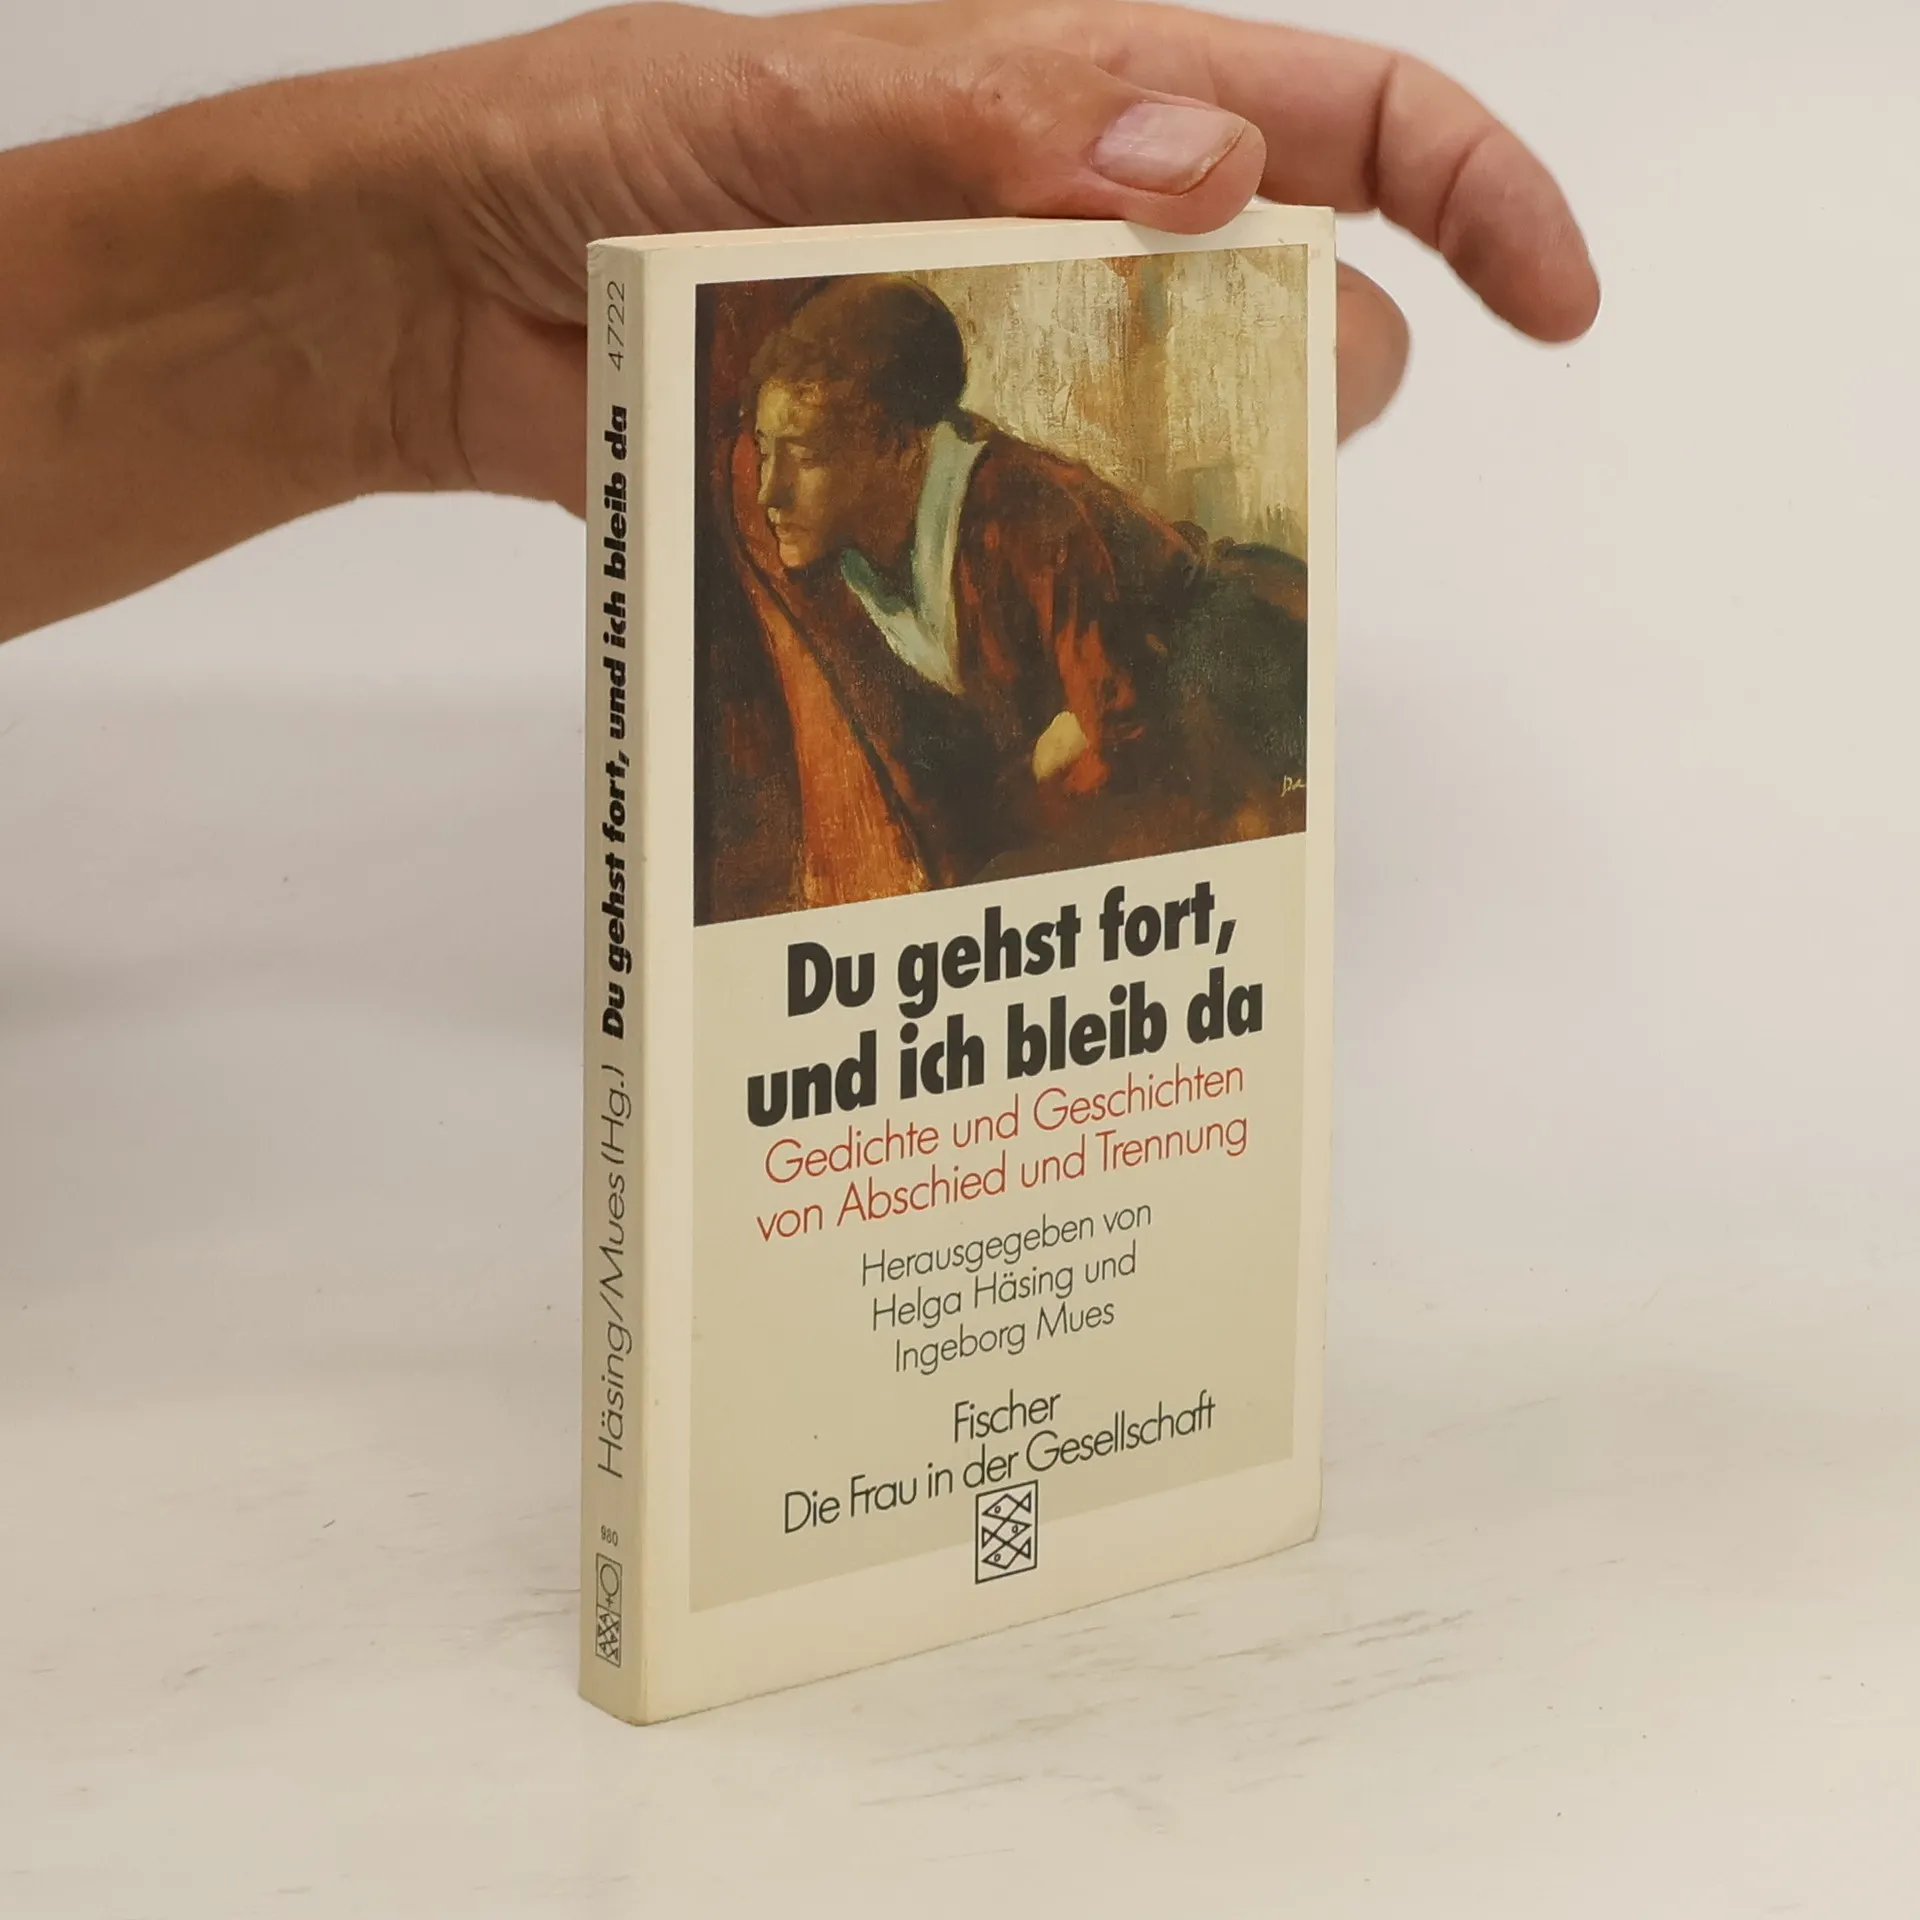 Häsing/Mues (Hg.) Du gehst fort, und ich bleib da 4722
980
Du gehst fort,
und ich bleib da
Gedichte und Geschichten
von Abschied und Trennung
Herausgegeben von
Helga Häsing und
Ingeborg Mues
Fischer
Die Frau in der Gesellschaft